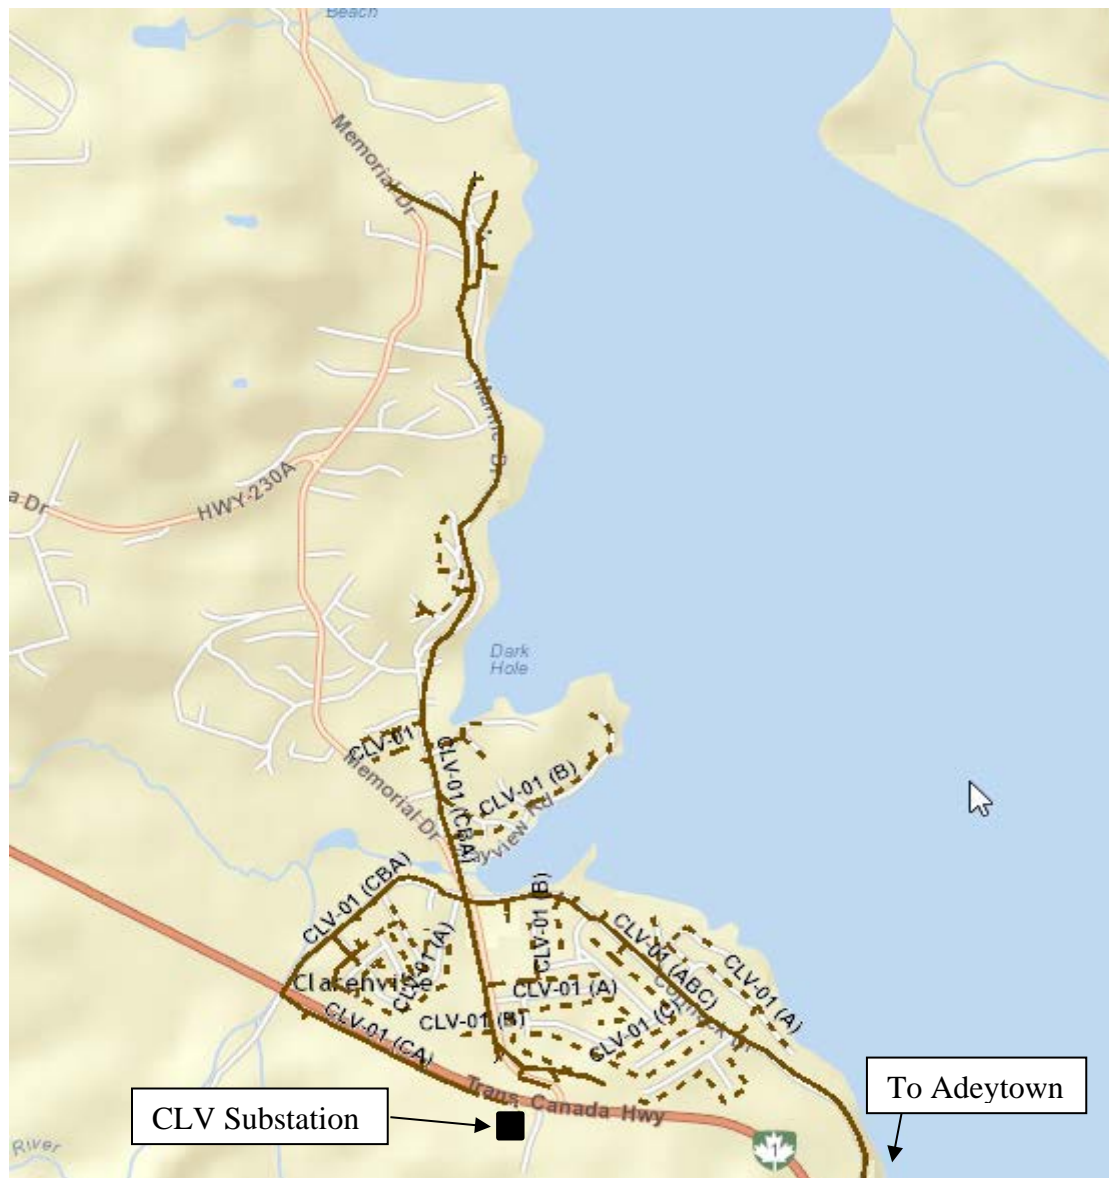 Beach
Memorial Dr
Marine Dr
HWY-230A
a Dr
Dark
Hole
CLV-01
CLV-01 (CBA)
Memorial Dr
CLV-01 (B)
ayview Rd
CLV-01 (CBA)
CLV-01 (B)
CLV-01 (A)
CLV-01 (ABC)
CLV-01 (A)
Clarenville
CLV-01 (A)
CLV-01 (C)
CLV-01 (B)
CLV-01 (CA)
Trans Canada Hwy
1
To Adeytown
CLV Substation
River